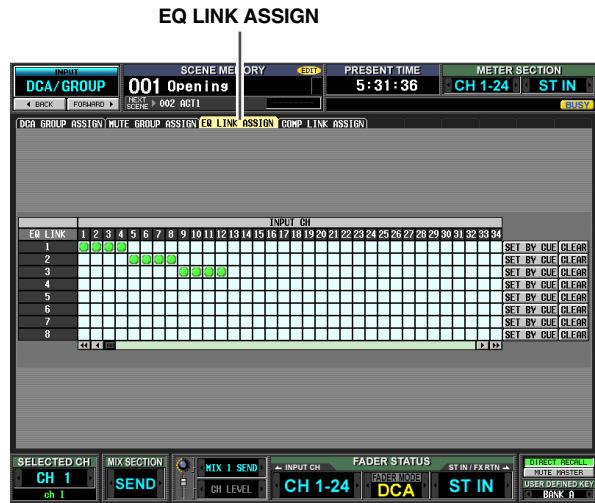 EQ LINK ASSIGN
INPUT
DCA/GROUP
BACK FORWARD
SCENE MEMORY EDIT
001 Opening
NEXT SCENE 002 ACT1
PRESENT TIME
5:31:36
METER SECTION
CH 1-24 ST IN
BUSY
DCA GROUP ASSIGN MUTE GROUP ASSIGN EQ LINK ASSIGN COMP LINK ASSIGN
INPUT CH
EQ LINK 1 2 3 4 5 6 7 8 9 10 11 12 13 14 15 16 17 18 19 20 21 22 23 24 25 26 27 28 29 30 31 32 33 34
1 SET BY CUE CLEAR
2 SET BY CUE CLEAR
3 SET BY CUE CLEAR
4 SET BY CUE CLEAR
5 SET BY CUE CLEAR
6 SET BY CUE CLEAR
7 SET BY CUE CLEAR
8 SET BY CUE CLEAR
SELECTED CH
CH 1
ch 1
MIX SECTION
SEND
MIX 1 SEND
CH LEVEL
FADER STATUS
INPUT CH
CH 1-24
FADER MODE
DCA
ST IN / FX RTN
ST IN
DIRECT RECALL
MUTE MASTER
USER DEFINED KEY
BANK A